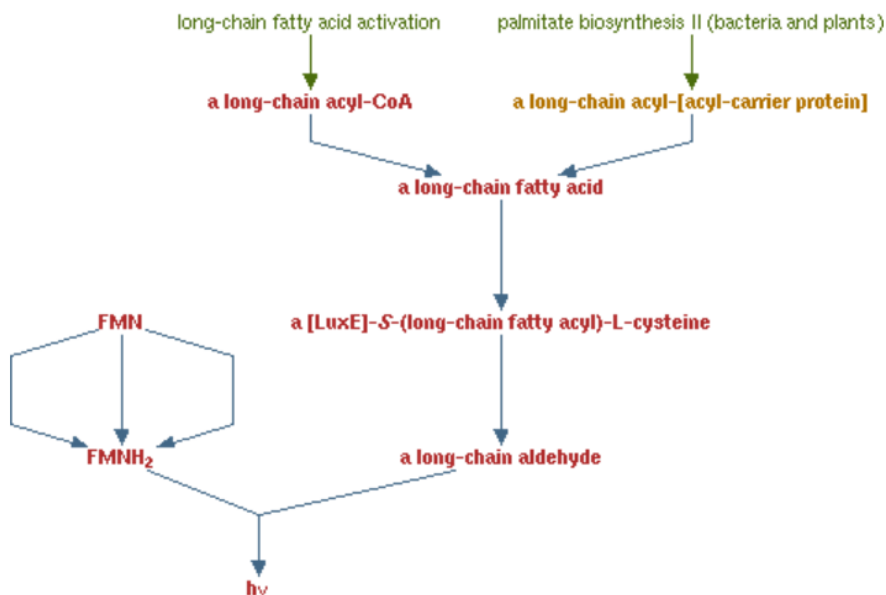 long-chain fatty acid activation
palmitate biosynthesis II (bacteria and plants)
a long-chain acyl-CoA
a long-chain acyl-[acyl-carrier protein]
a long-chain fatty acid
FMN
a [LuxE]-S-(long-chain fatty acyl)-L-cysteine
FMNH₂
a long-chain aldehyde
hν